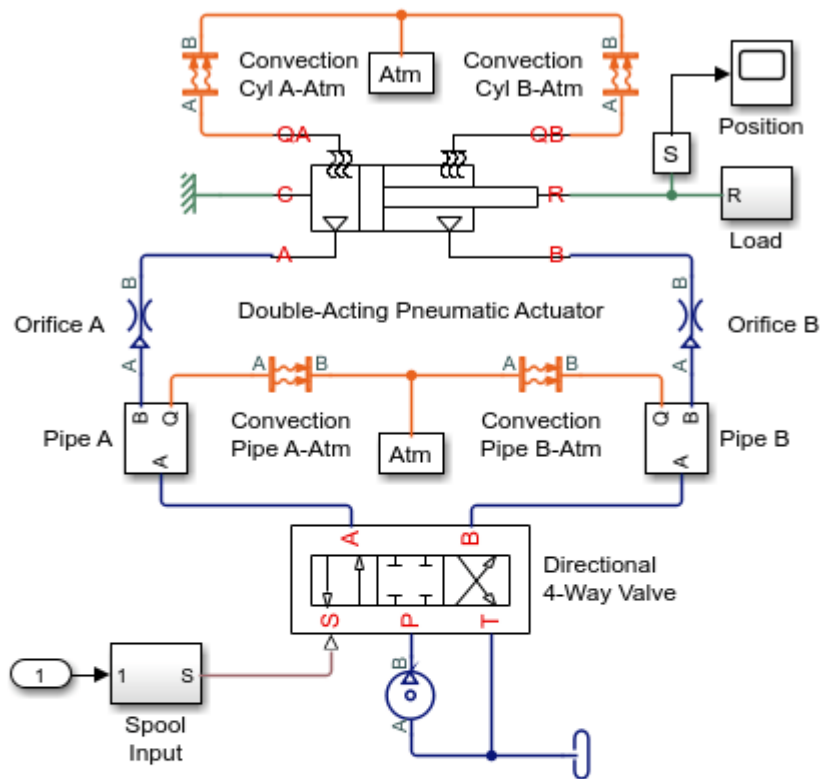 B
Convection
Cyl A-Atm
A
Atm
Convection
Cyl B-Atm
B
A
Position
S
QA
QB
C
R
R
Load
A
B
B
Orifice A
A
Double-Acting Pneumatic Actuator
B
Orifice B
A
A
B
A
B
B
Q
Pipe A
A
Convection
Pipe A-Atm
Atm
Convection
Pipe B-Atm
Q
B
Pipe B
A
A
B
Directional
4-Way Valve
S
P
T
1
1
S
Spool
Input
B
A